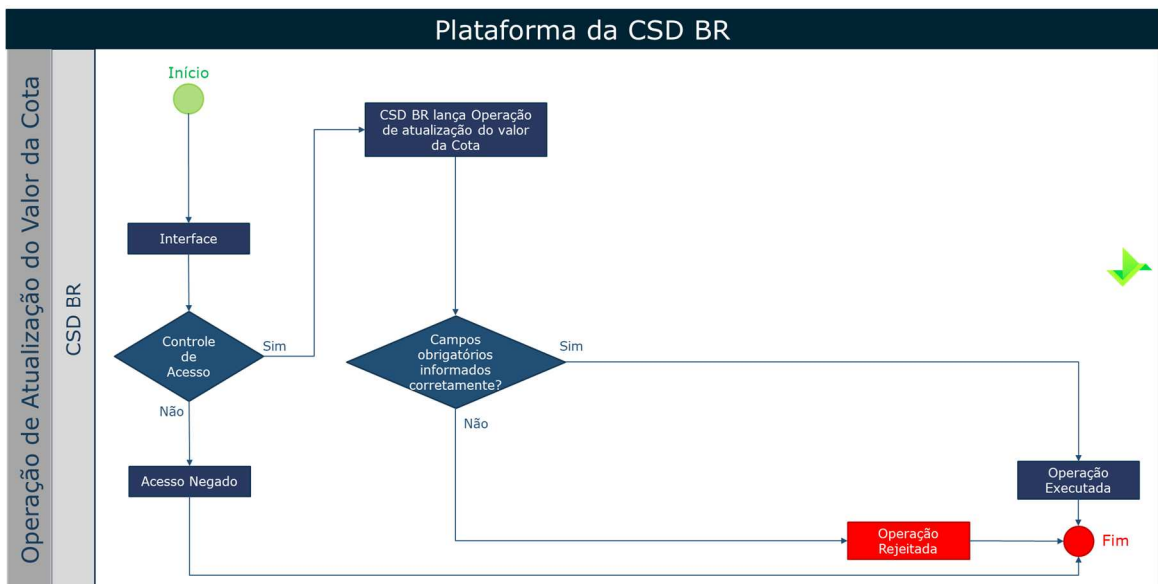 Plataforma da CSD BR
Operação de Atualização do Valor da Cota
CSD BR
Início
CSD BR lança Operação
de atualização do valor
da Cota
Interface
Controle
de
Acesso
Sim
Não
Campos
obrigatórios
informados
corretamente?
Sim
Não
Acesso Negado
Operação
Executada
Operação
Rejeitada
Fim